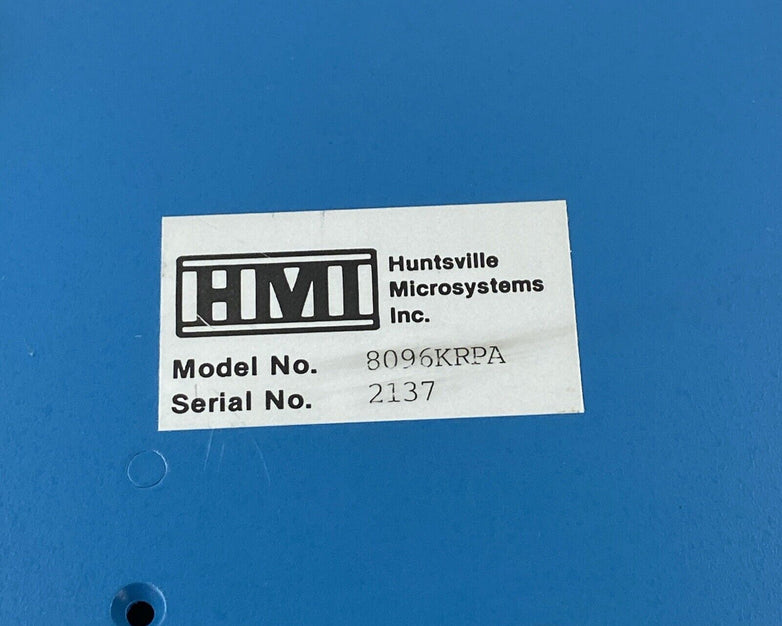 HMI
Huntsville
Microsystems
Inc.
Model No. 8096KRPA
Serial No. 2137